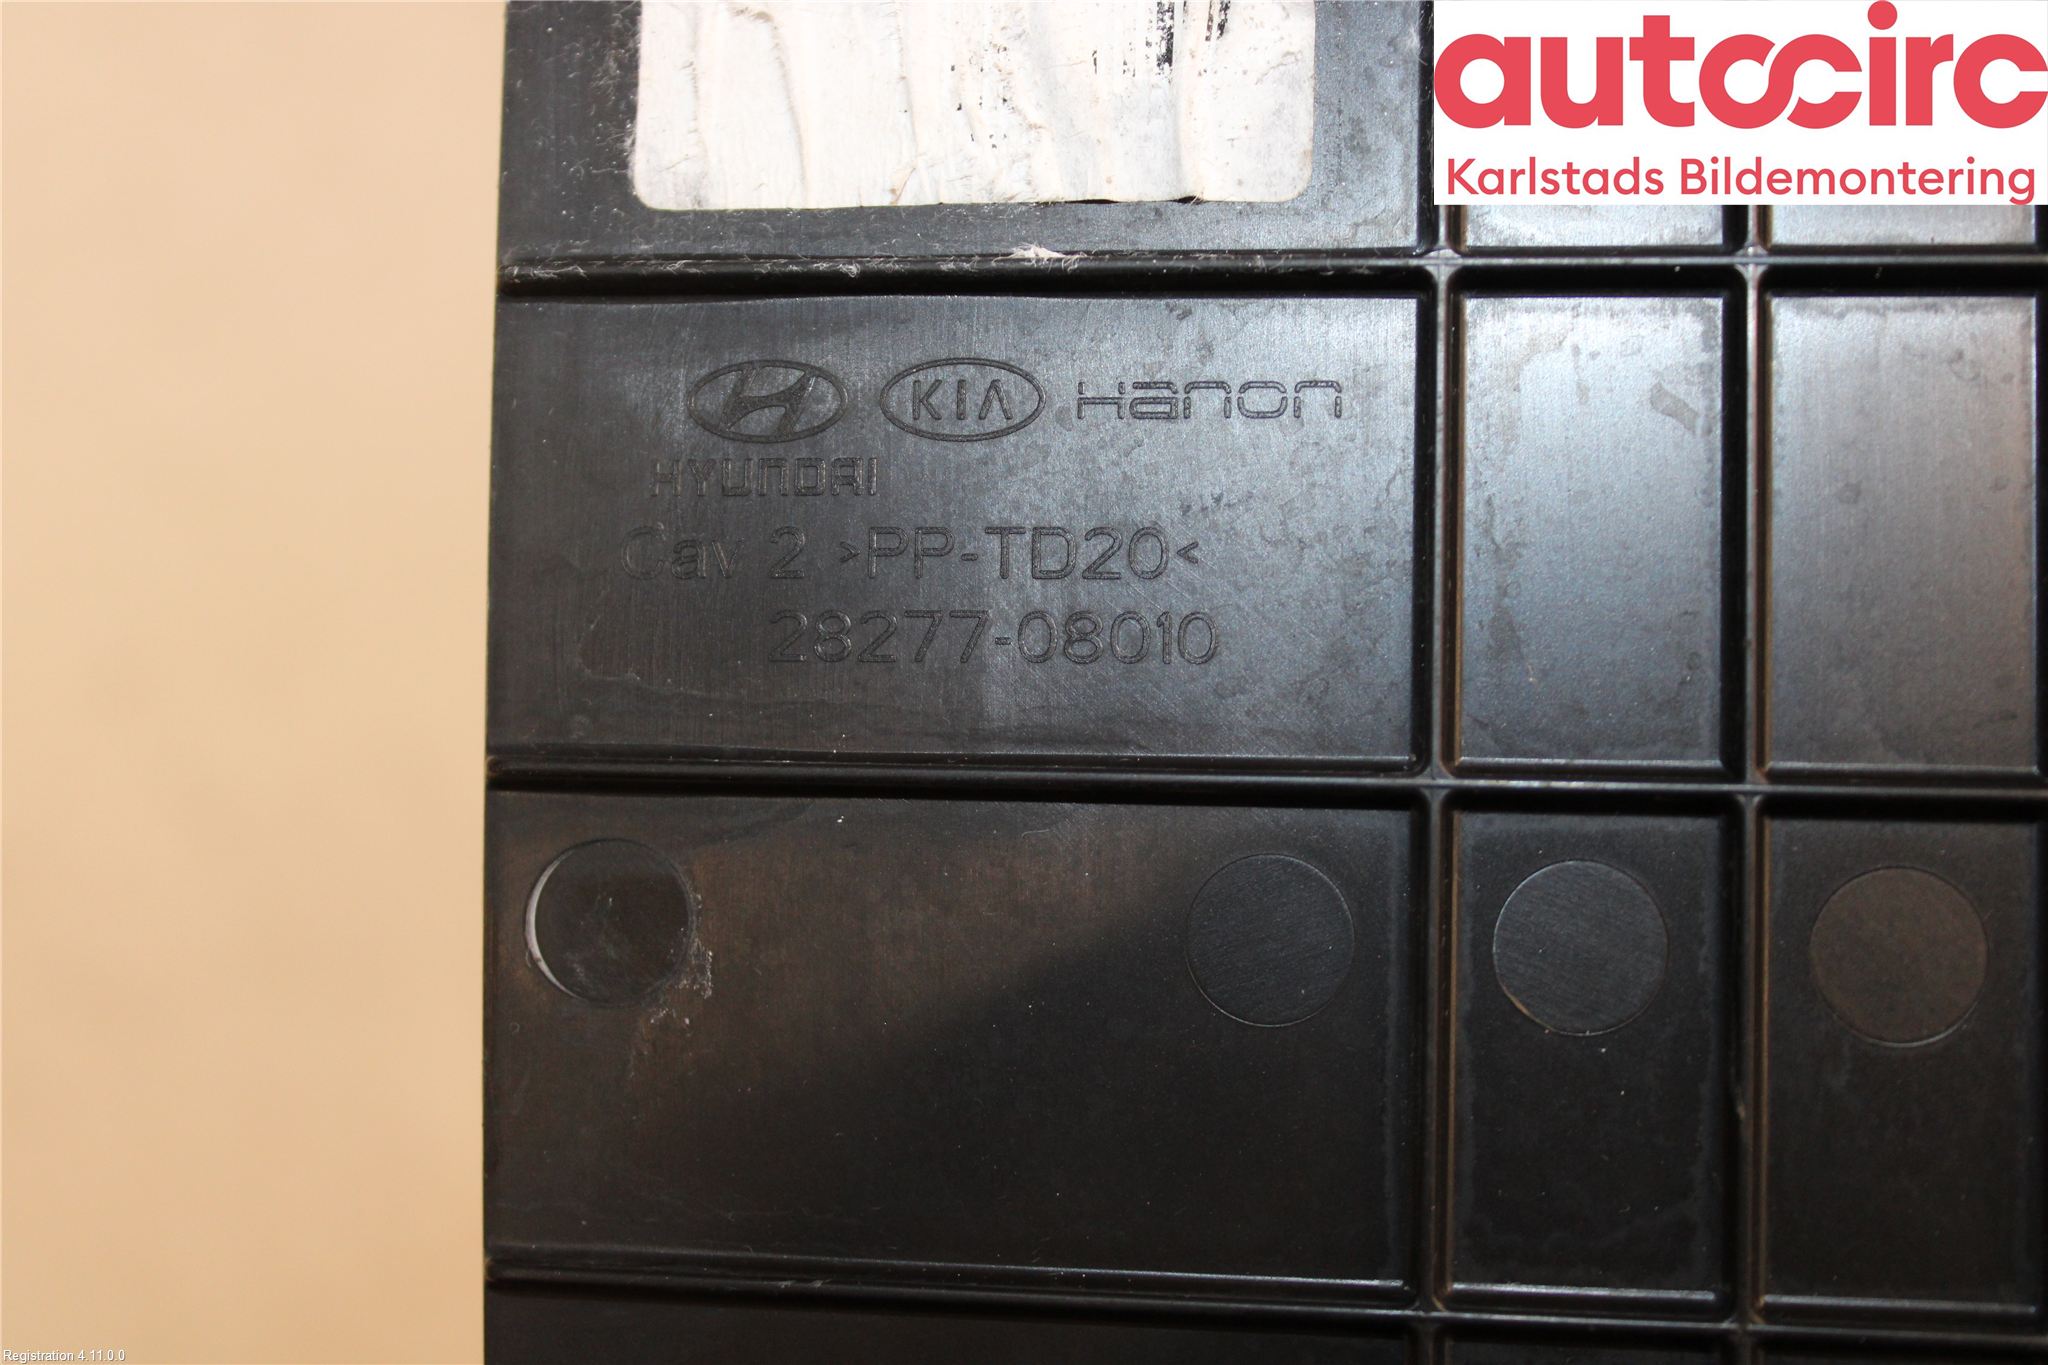 autocirc
Karlstads Bildemontering
KIA Hanon
HYUNDAI
Cav 2 >PP-TD20<
28277-08010
Registration 4.11.0.0